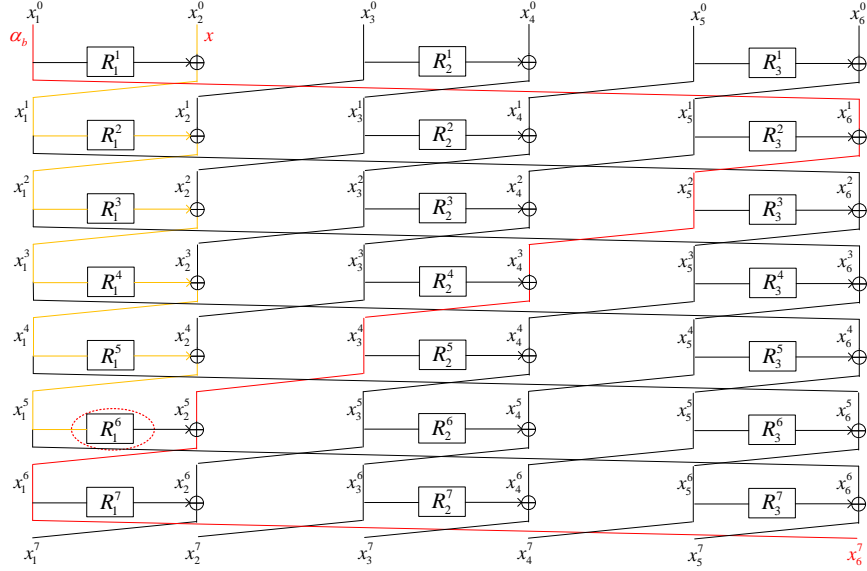 x_1^0 x_2^0 x_3^0 x_4^0 x_5^0 x_6^0
α_b x
R_1^1 R_2^1 R_3^1
x_1^1 x_2^1 x_3^1 x_4^1 x_5^1 x_6^1
R_1^2 R_2^2 R_3^2
x_1^2 x_2^2 x_3^2 x_4^2 x_5^2 x_6^2
R_1^3 R_2^3 R_3^3
x_1^3 x_2^3 x_3^3 x_4^3 x_5^3 x_6^3
R_1^4 R_2^4 R_3^4
x_1^4 x_2^4 x_3^4 x_4^4 x_5^4 x_6^4
R_1^5 R_2^5 R_3^5
x_1^5 x_2^5 x_3^5 x_4^5 x_5^5 x_6^5
R_1^6 R_2^6 R_3^6
x_1^6 x_2^6 x_3^6 x_4^6 x_5^6 x_6^6
R_1^7 R_2^7 R_3^7
x_1^7 x_2^7 x_3^7 x_4^7 x_5^7 x_6^7